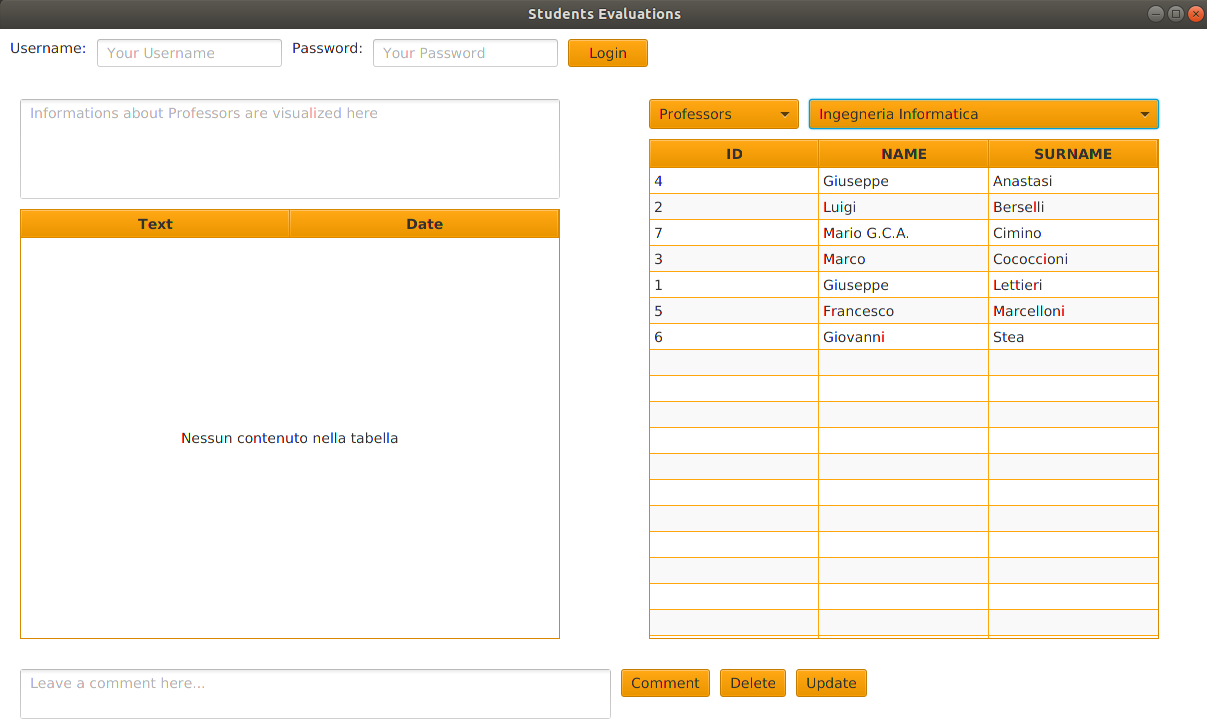 Students Evaluations
Username: Your Username Password: Your Password Login
Informations about Professors are visualized here
Professors Ingegneria Informatica
Text Date
Nessun contenuto nella tabella
ID NAME SURNAME
4 Giuseppe Anastasi
2 Luigi Berselli
7 Mario G.C.A. Cimino
3 Marco Cococcioni
1 Giuseppe Lettieri
5 Francesco Marcelloni
6 Giovanni Stea
Leave a comment here... Comment Delete Update